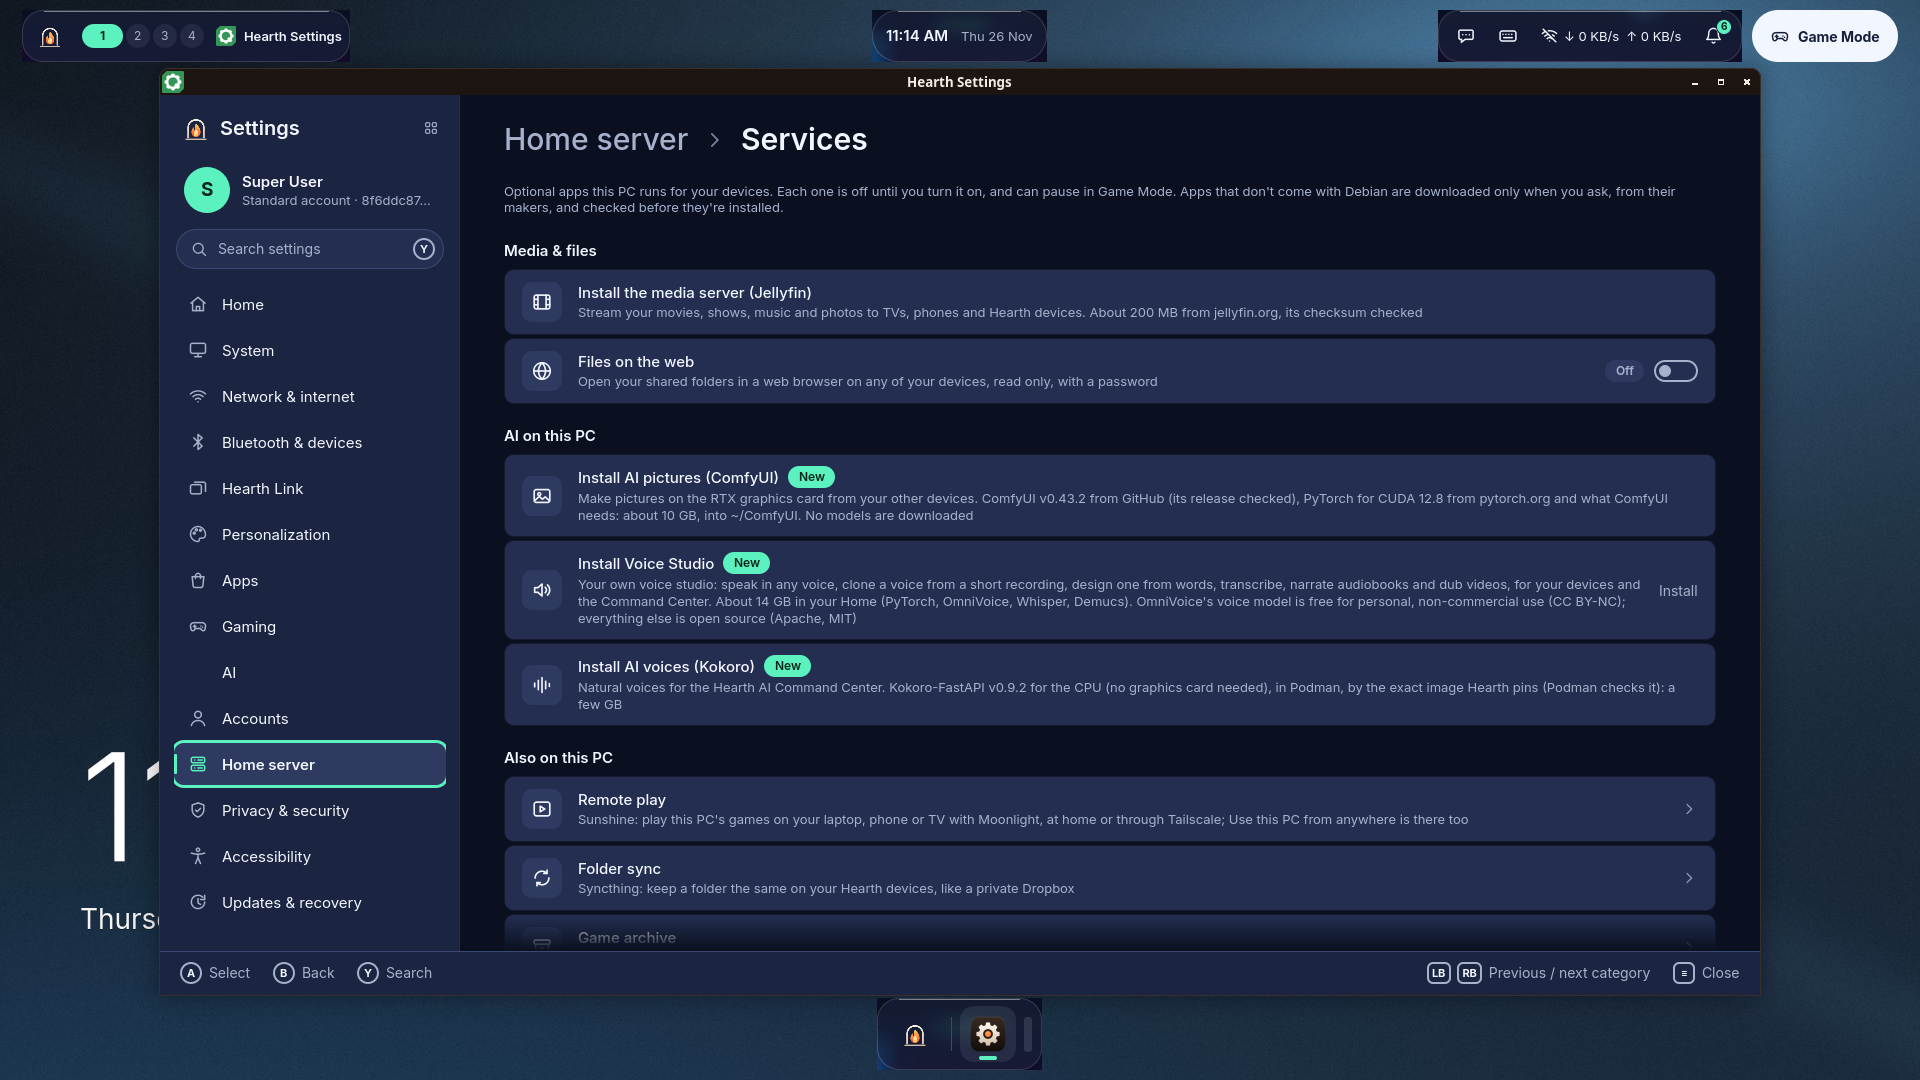 1 2 3 4 Hearth Settings
11:14 AM Thu 26 Nov
↓ 0 KB/s ↑ 0 KB/s 6
Game Mode
Hearth Settings
Settings
S
Super User
Standard account · 8f6ddc87...
Search settings Y
Home
System
Network & internet
Bluetooth & devices
Hearth Link
Personalization
Apps
Gaming
AI
Accounts
Home server
Privacy & security
Accessibility
Updates & recovery
Home server > Services
Optional apps this PC runs for your devices. Each one is off until you turn it on, and can pause in Game Mode. Apps that don't come with Debian are downloaded only when you ask, from their
makers, and checked before they're installed.
Media & files
Install the media server (Jellyfin)
Stream your movies, shows, music and photos to TVs, phones and Hearth devices. About 200 MB from jellyfin.org, its checksum checked
Files on the web
Open your shared folders in a web browser on any of your devices, read only, with a password
Off
AI on this PC
Install AI pictures (ComfyUI) New
Make pictures on the RTX graphics card from your other devices. ComfyUI v0.43.2 from GitHub (its release checked), PyTorch for CUDA 12.8 from pytorch.org and what ComfyUI
needs: about 10 GB, into ~/ComfyUI. No models are downloaded
Install Voice Studio New
Your own voice studio: speak in any voice, clone a voice from a short recording, design one from words, transcribe, narrate audiobooks and dub videos, for your devices and
the Command Center. About 14 GB in your Home (PyTorch, OmniVoice, Whisper, Demucs). OmniVoice's voice model is free for personal, non-commercial use (CC BY-NC);
everything else is open source (Apache, MIT)
Install
Install AI voices (Kokoro) New
Natural voices for the Hearth AI Command Center. Kokoro-FastAPI v0.9.2 for the CPU (no graphics card needed), in Podman, by the exact image Hearth pins (Podman checks it): a
few GB
Also on this PC
Remote play
Sunshine: play this PC's games on your laptop, phone or TV with Moonlight, at home or through Tailscale; Use this PC from anywhere is there too
Folder sync
Syncthing: keep a folder the same on your Hearth devices, like a private Dropbox
Game archive
11
Thurs
A Select B Back Y Search
LB RB Previous / next category ≡ Close